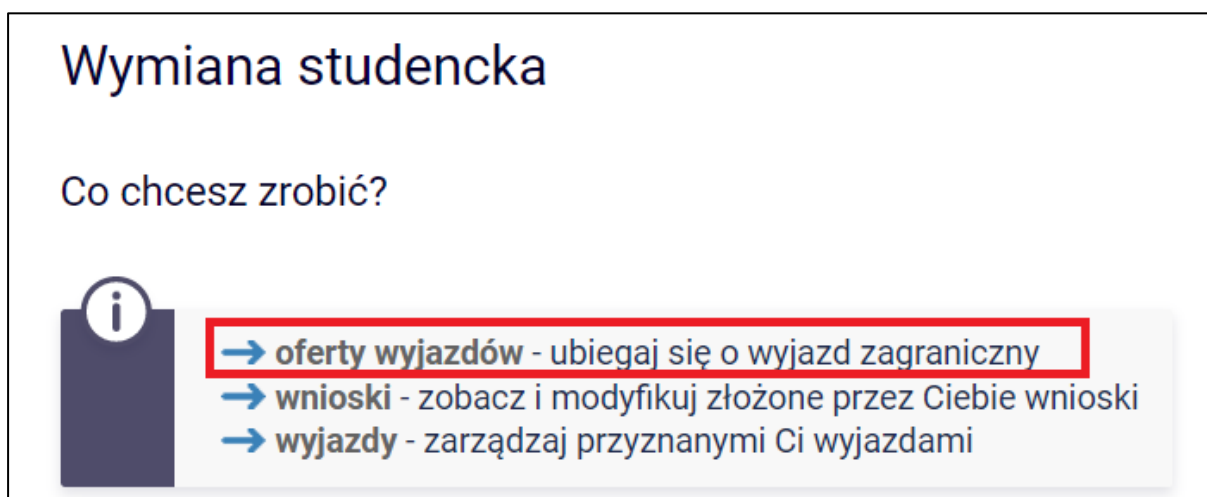 Wymiana studencka
Co chcesz zrobić?
i
→ oferty wyjazdów - ubiegaj się o wyjazd zagraniczny
→ wnioski - zobacz i modyfikuj złożone przez Ciebie wnioski
→ wyjazdy - zarządzaj przyznanymi Ci wyjazdami